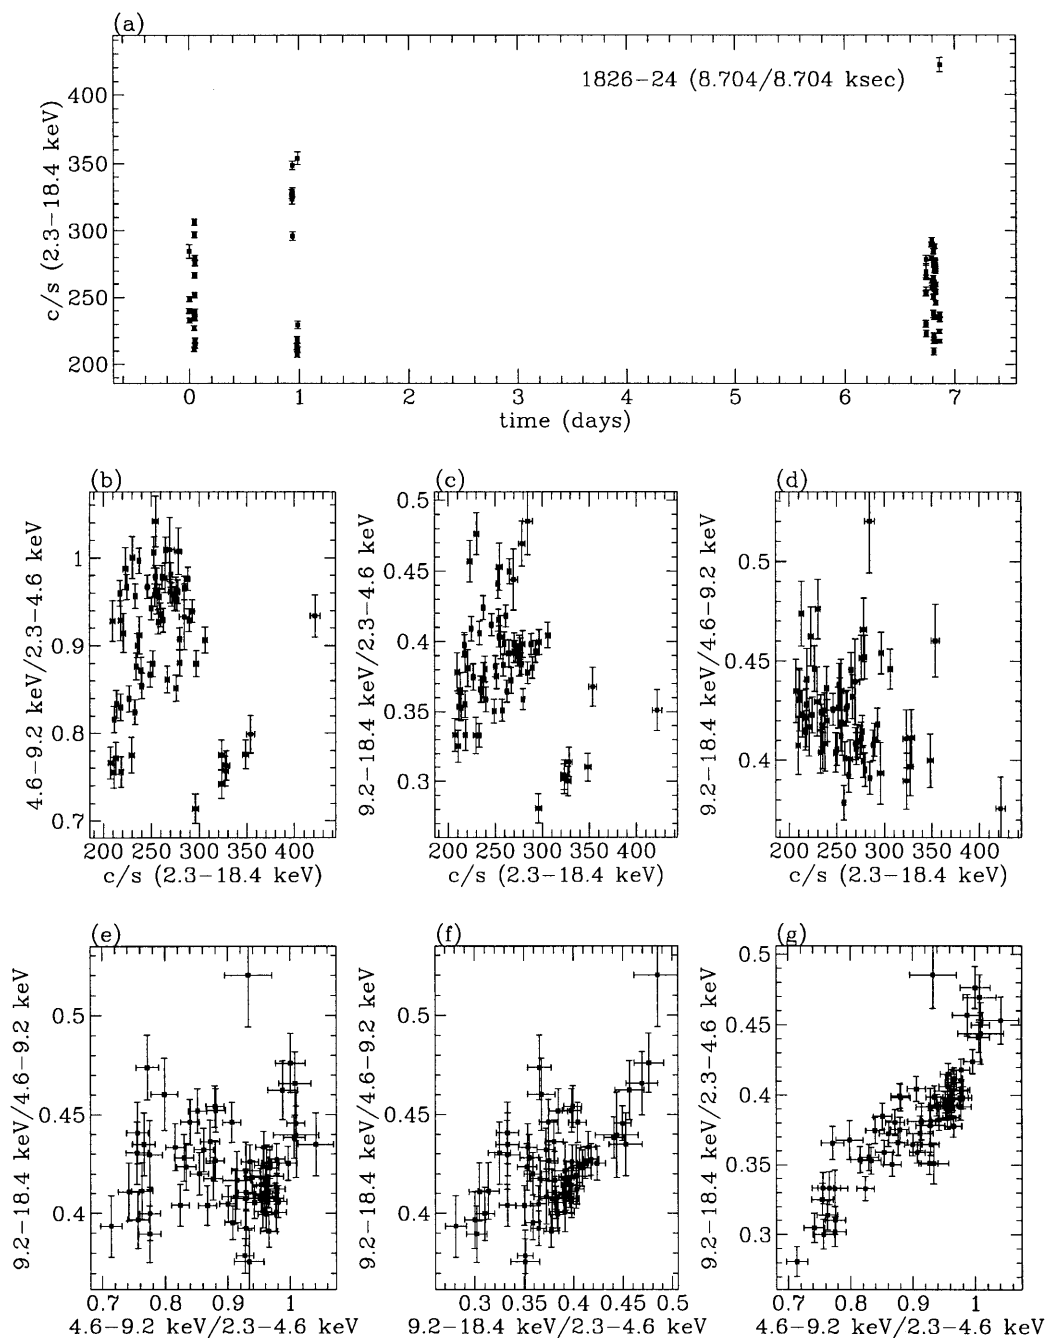 (a)
1826−24 (8.704/8.704 ksec)
c/s (2.3−18.4 keV)
400
350
300
250
200
0 1 2 3 4 5 6 7
time (days)
(b)
4.6−9.2 keV/2.3−4.6 keV
1
0.9
0.8
0.7
200 250 300 350 400
c/s (2.3−18.4 keV)
(c)
9.2−18.4 keV/2.3−4.6 keV
0.5
0.45
0.4
0.35
0.3
200 250 300 350 400
c/s (2.3−18.4 keV)
(d)
9.2−18.4 keV/4.6−9.2 keV
0.5
0.45
0.4
200 250 300 350 400
c/s (2.3−18.4 keV)
(e)
9.2−18.4 keV/4.6−9.2 keV
0.5
0.45
0.4
0.7 0.8 0.9 1
4.6−9.2 keV/2.3−4.6 keV
(f)
9.2−18.4 keV/4.6−9.2 keV
0.5
0.45
0.4
0.3 0.35 0.4 0.45 0.5
9.2−18.4 keV/2.3−4.6 keV
(g)
9.2−18.4 keV/2.3−4.6 keV
0.5
0.45
0.4
0.35
0.3
0.7 0.8 0.9 1
4.6−9.2 keV/2.3−4.6 keV